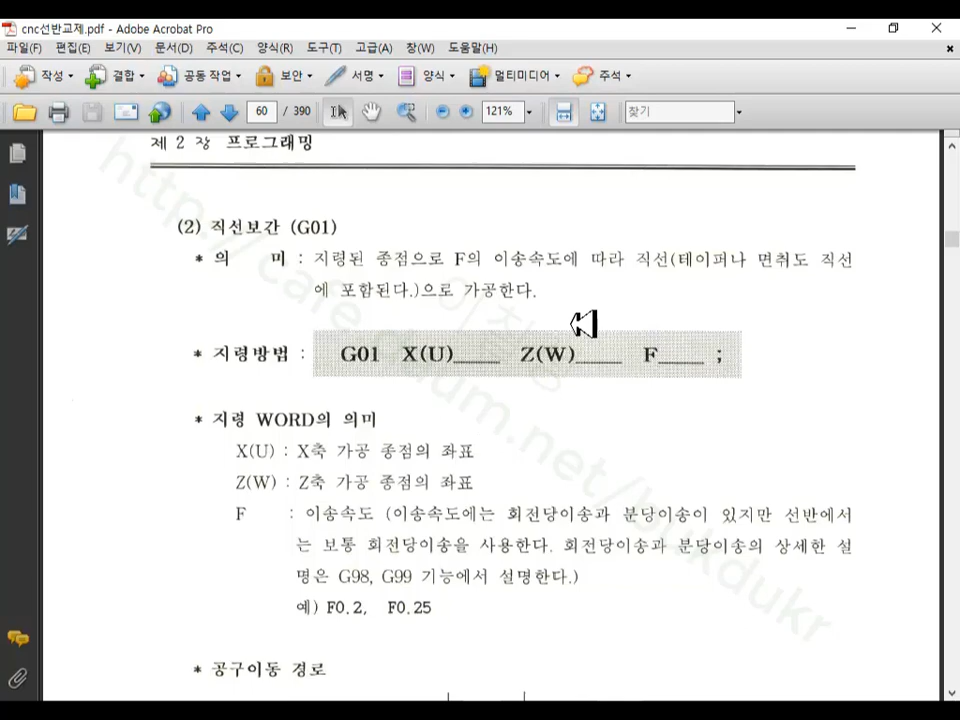 cnc선반교제.pdf - Adobe Acrobat Pro
파일(F) 편집(E) 보기(V) 문서(D) 주석(C) 양식(R) 도구(T) 고급(A) 창(W) 도움말(H)
작성 결합 공동 작업 보안 서명 양식 멀티미디어 주석
60 / 390 121% 찾기
제 2 장 프로그래밍
(2) 직선보간 (G01)
* 의 미 : 지령된 종점으로 F의 이송속도에 따라 직선(테이퍼나 면취도 직선
에 포함된다.)으로 가공한다.
* 지령방법 : G01 X(U)____ Z(W)____ F____ ;
* 지령 WORD의 의미
X(U) : X축 가공 종점의 좌표
Z(W) : Z축 가공 종점의 좌표
F : 이송속도 (이송속도에는 회전당이송과 분당이송이 있지만 선반에서
는 보통 회전당이송을 사용한다. 회전당이송과 분당이송의 상세한 설
명은 G98, G99 기능에서 설명한다.)
예) F0.2, F0.25
* 공구이동 경로